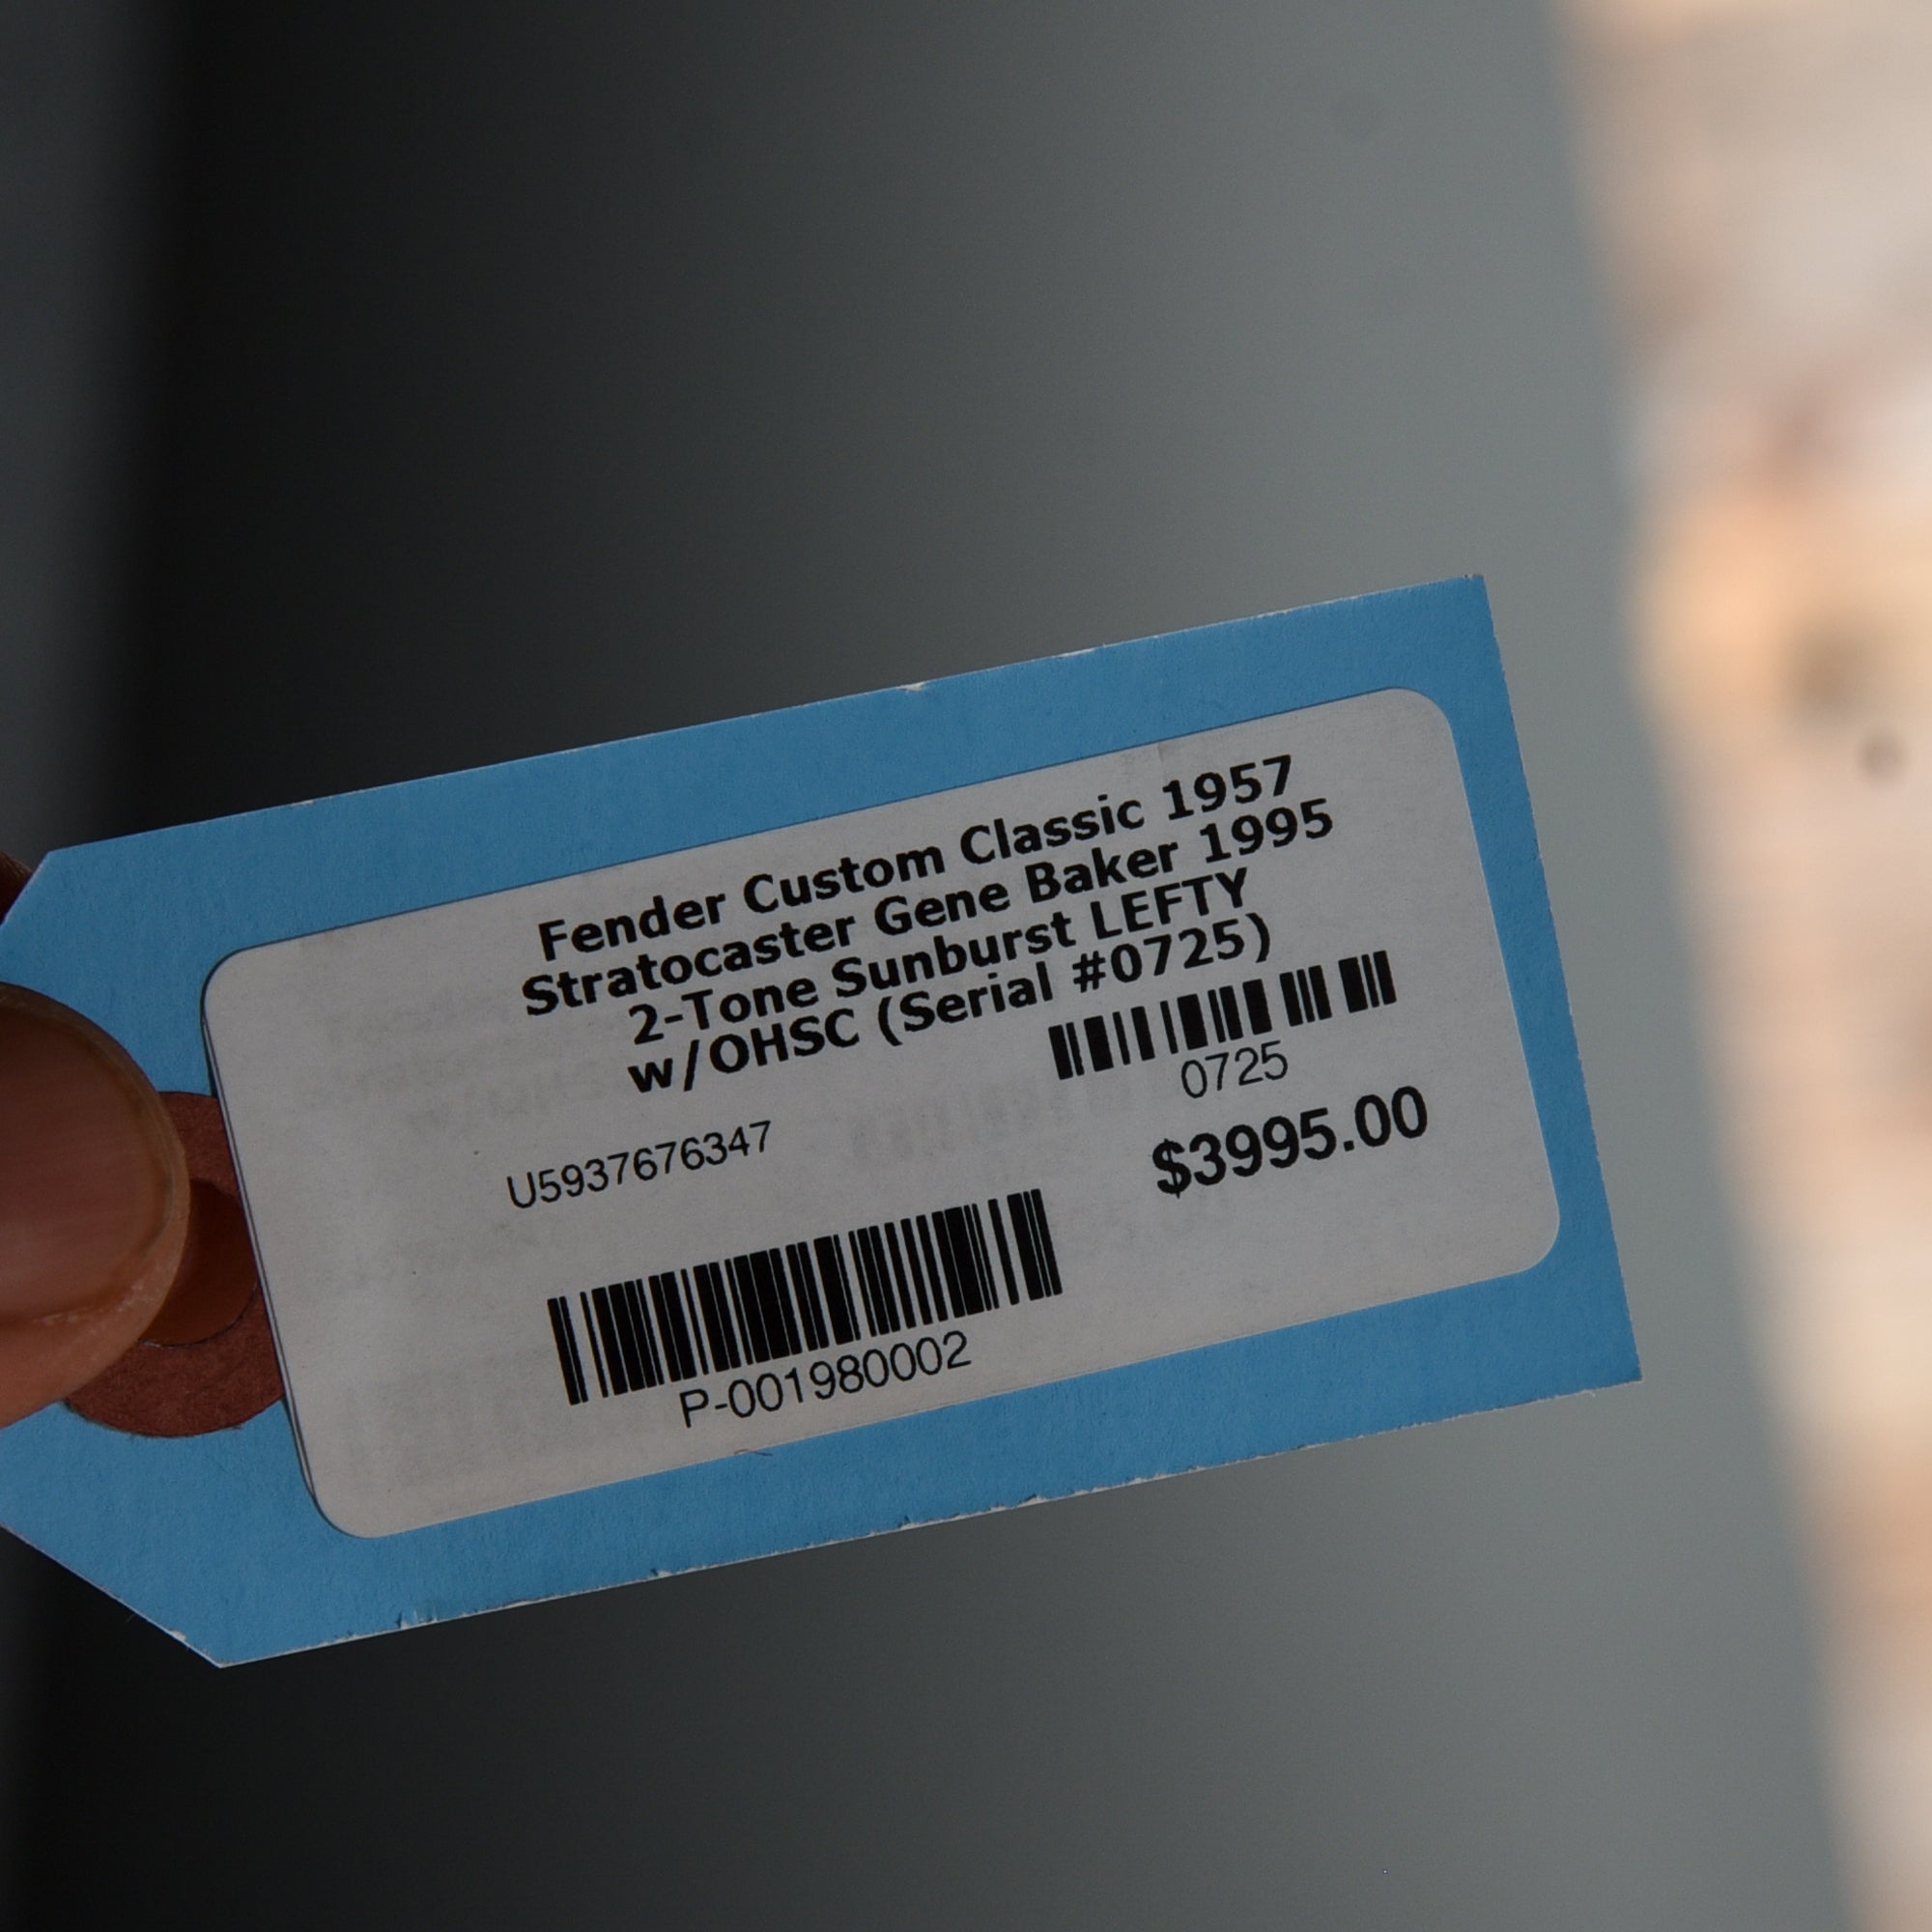 Fender Custom Classic 1957
Stratocaster Gene Baker 1995
2-Tone Sunburst LEFTY
w/OHSC (Serial #0725)
0725
U5937676347
$3995.00
P-001980002